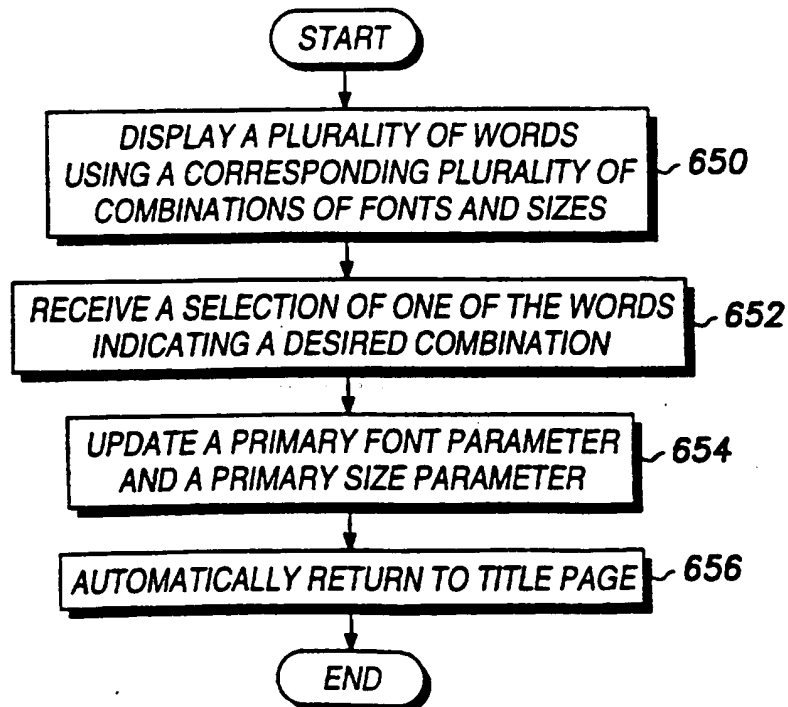 START
DISPLAY A PLURALITY OF WORDS
USING A CORRESPONDING PLURALITY OF
COMBINATIONS OF FONTS AND SIZES
650
RECEIVE A SELECTION OF ONE OF THE WORDS
INDICATING A DESIRED COMBINATION
652
UPDATE A PRIMARY FONT PARAMETER
AND A PRIMARY SIZE PARAMETER
654
AUTOMATICALLY RETURN TO TITLE PAGE
656
END